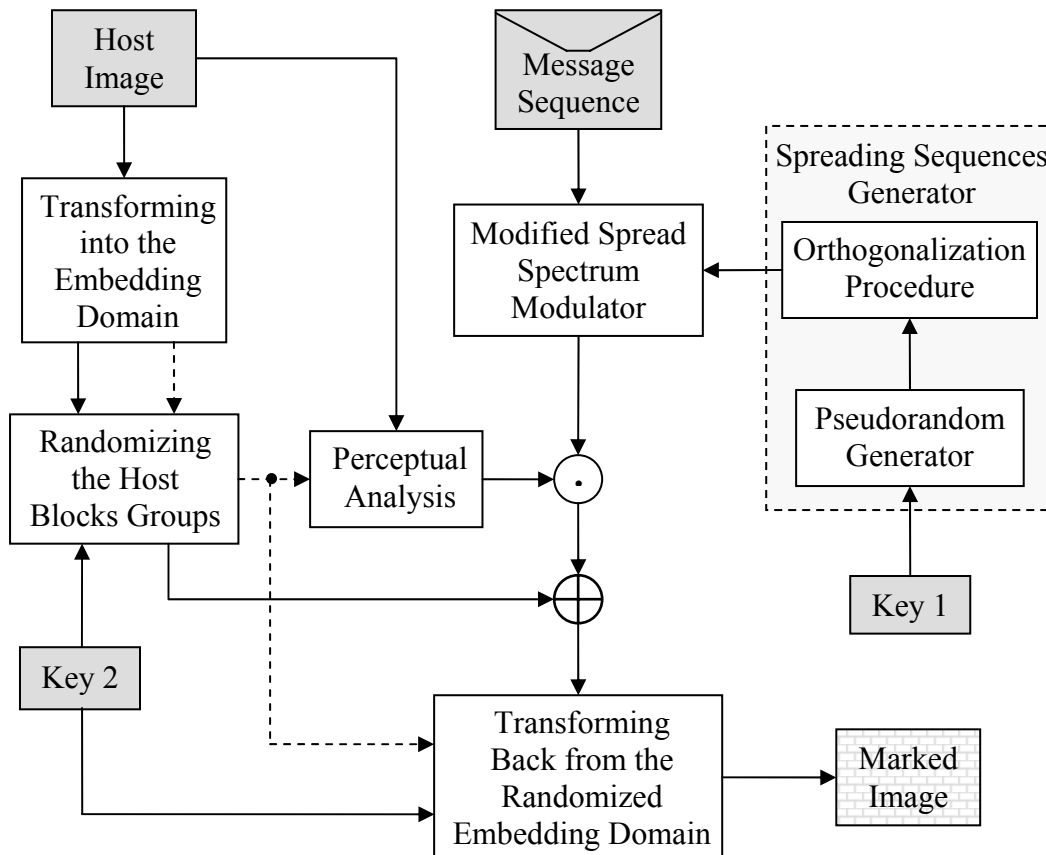 Host
Image
Message
Sequence
Spreading Sequences
Generator
Transforming
into the
Embedding
Domain
Modified Spread
Spectrum
Modulator
Orthogonalization
Procedure
Randomizing
the Host
Blocks Groups
Perceptual
Analysis
Pseudorandom
Generator
Key 1
Key 2
Transforming
Back from the
Randomized
Embedding Domain
Marked
Image